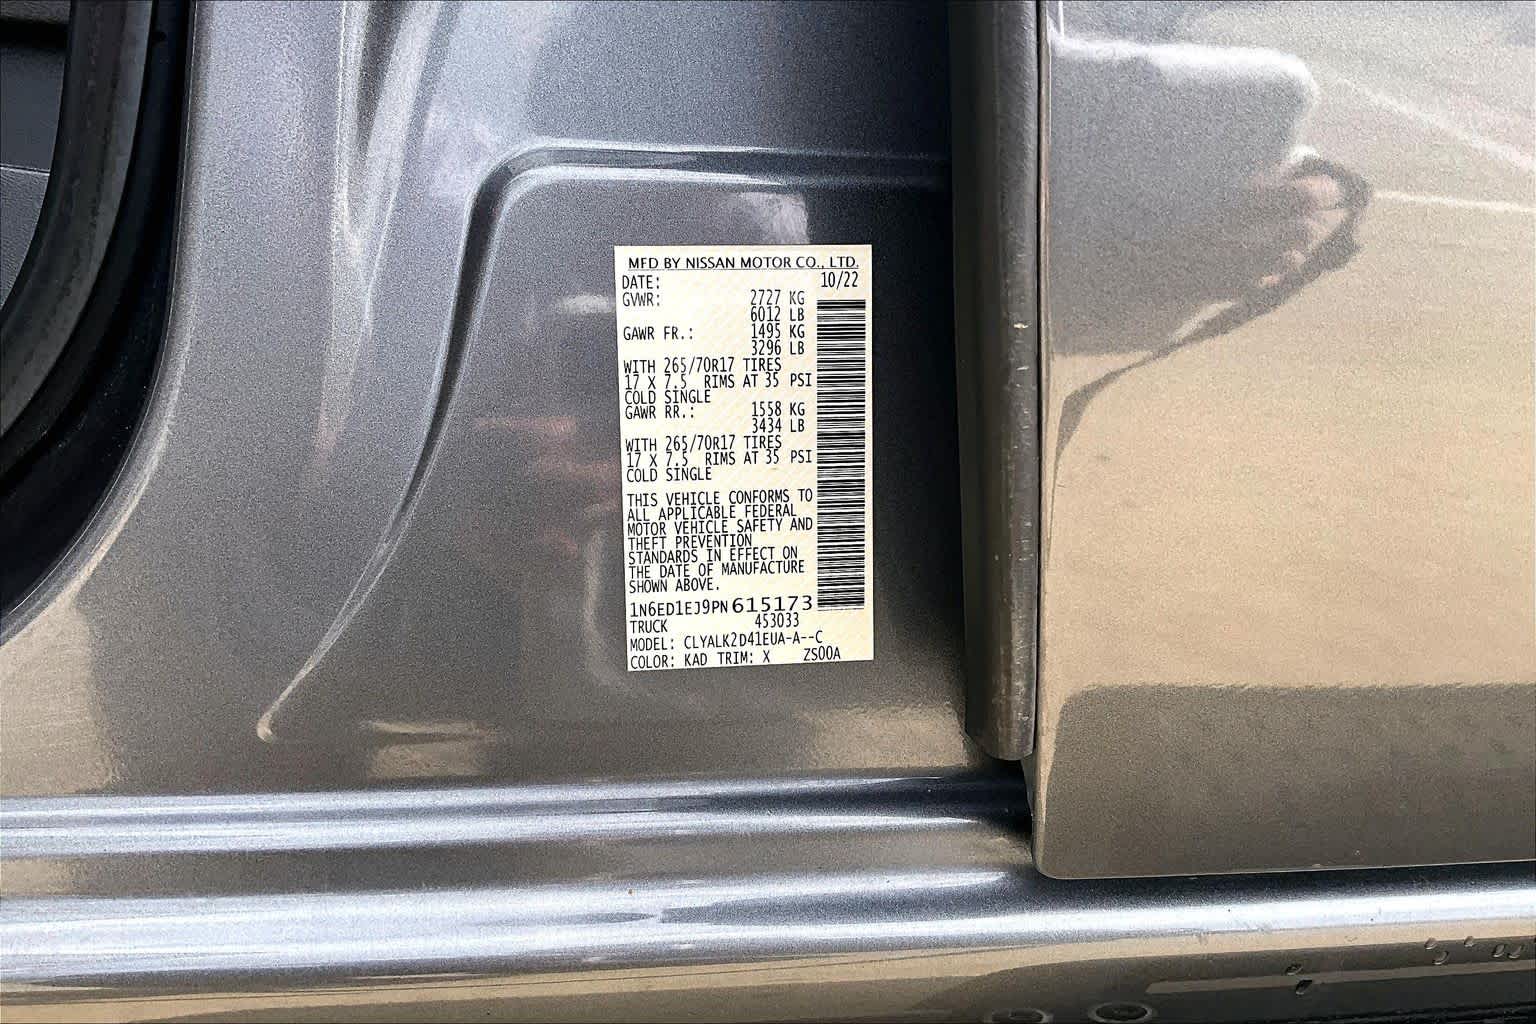 MFD BY NISSAN MOTOR CO., LTD.
DATE: 10/22
GVWR: 2727 KG
6012 LB
GAWR FR.: 1495 KG
3296 LB
WITH 265/70R17 TIRES
17 X 7.5 RIMS AT 35 PSI
COLD SINGLE
GAWR RR.: 1558 KG
3434 LB
WITH 265/70R17 TIRES
17 X 7.5 RIMS AT 35 PSI
COLD SINGLE
THIS VEHICLE CONFORMS TO
ALL APPLICABLE FEDERAL
MOTOR VEHICLE SAFETY AND
THEFT PREVENTION
STANDARDS IN EFFECT ON
THE DATE OF MANUFACTURE
SHOWN ABOVE.
1N6ED1EJ9PN615173
TRUCK 453033
MODEL: CLYALK2D41EUA-A--C
COLOR: KAD TRIM: X ZS00A